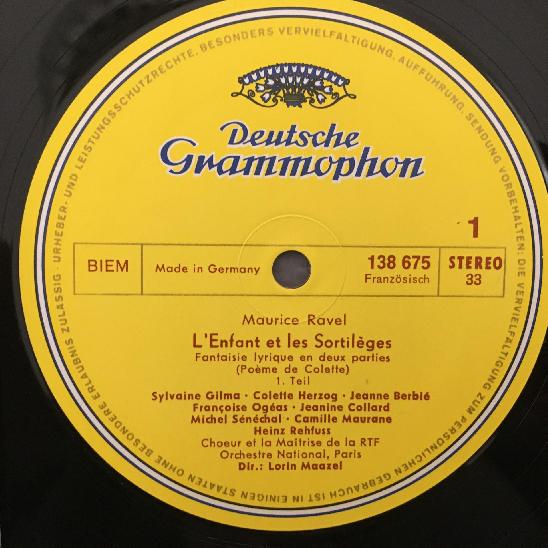 Deutsche
Grammophon
1
BIEM
Made in Germany
138 675
Französisch
STEREO
33
Maurice Ravel
L'Enfant et les Sortilèges
Fantaisie lyrique en deux parties
(Poème de Colette)
1. Teil
Sylvaine Gilma · Colette Herzog · Jeanne Berbié
Françoise Ogéas · Jeanine Collard
Michel Sénéchal · Camille Maurane
Heinz Rehfuss
Choeur et la Maîtrise de la RTF
Orchestre National, Paris
Dir.: Lorin Maazel
URHEBER- UND LEISTUNGSSCHUTZRECHTE, BESONDERS VERVIELFÄLTIGUNG, AUFFÜHRUNG, SENDUNG VORBEHALTEN: DIE VERVIELFÄLTIGUNG ZUM PERSÖNLICHEN GEBRAUCH IST IN EINIGEN STAATEN OHNE BESONDERE ERLAUBNIS ZULÄSSIG ·